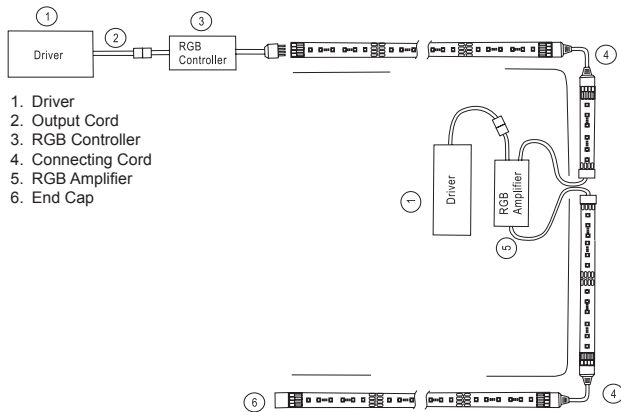 1
2
3
Driver
RGB
Controller
4
1. Driver
2. Output Cord
3. RGB Controller
4. Connecting Cord
5. RGB Amplifier
6. End Cap
1
Driver
RGB
Amplifier
5
6
4